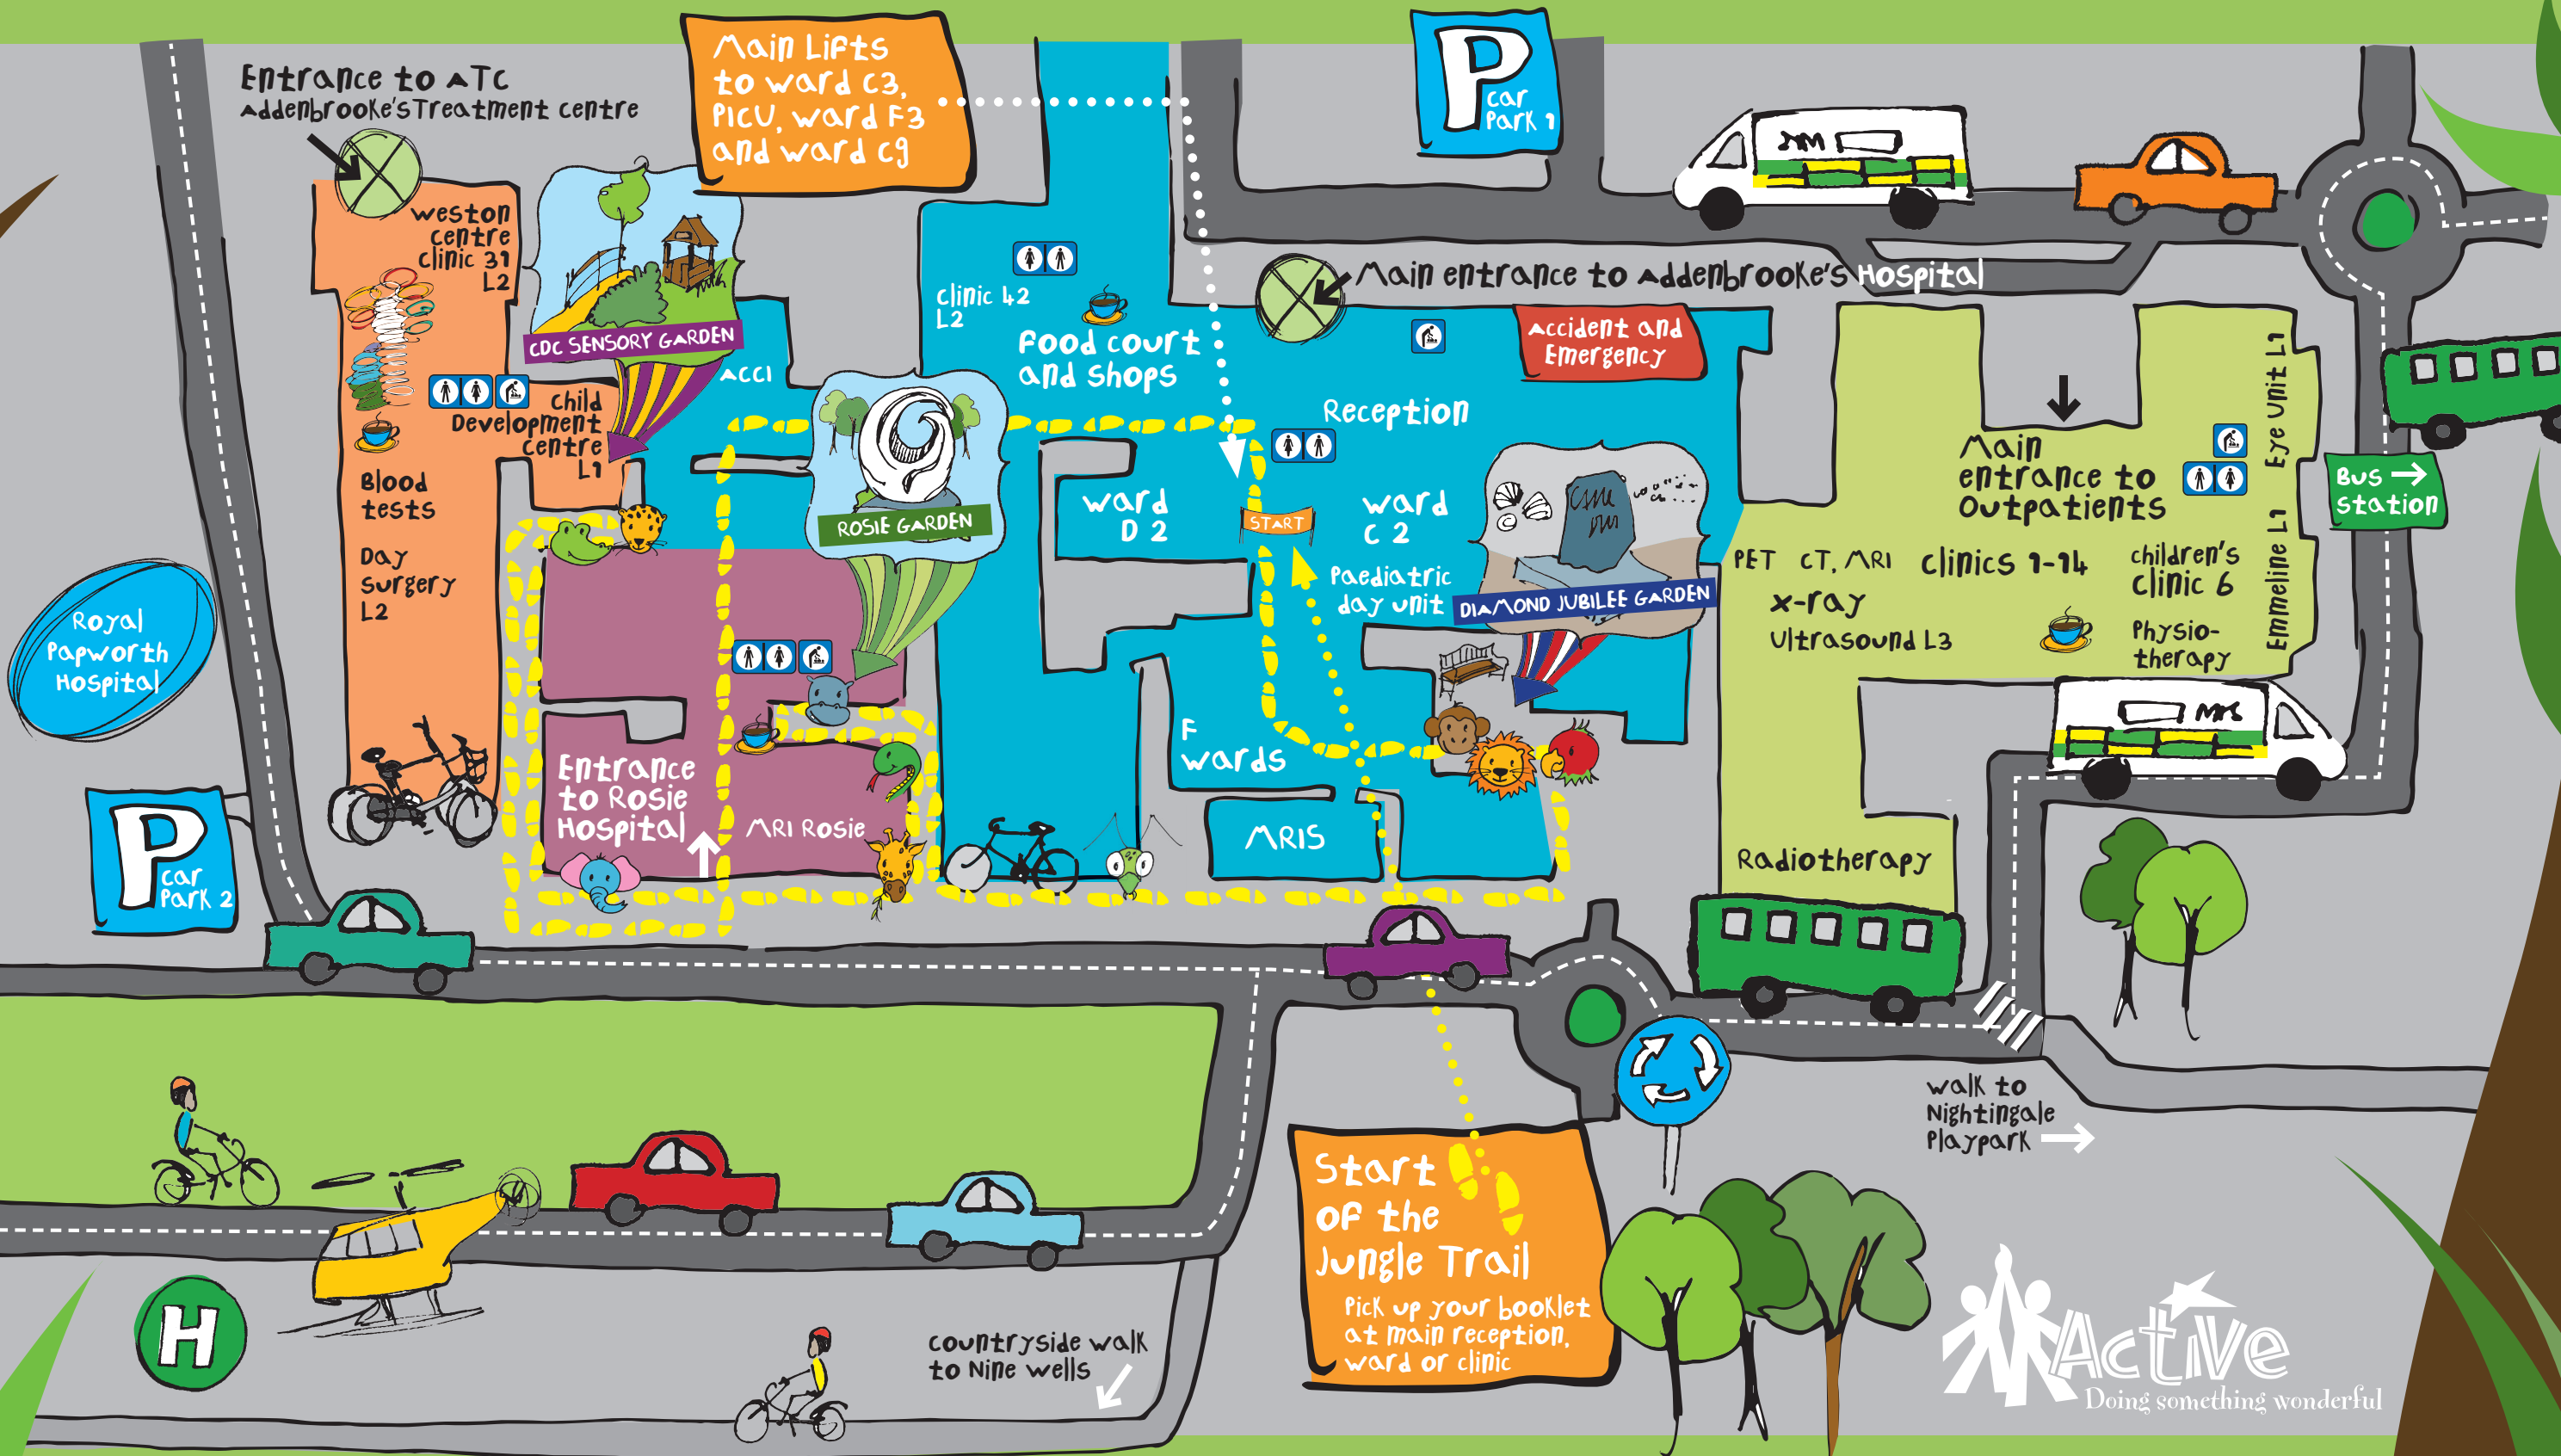 Entrance to ATC
Addenbrooke's Treatment centre
Main Lifts
to ward C3,
PICU, ward F3
and ward C9
P
car
Park 1
Weston
centre
clinic 31
L2
CDC SENSORY GARDEN
ACCI
clinic 42
L2
Food court
and shops
Main entrance to Addenbrooke's Hospital
Accident and
Emergency
Reception
Child
Development
centre
L1
Blood
tests
Day
surgery
L2
ROSIE GARDEN
ward
D 2
START
ward
C 2
Paediatric
day unit
DIAMOND JUBILEE GARDEN
Main
entrance to
Outpatients
Eye Unit L1
Emmeline L1
Bus
Station
PET CT, MRI
X-ray
Ultrasound L3
Clinics 1-14
children's
clinic 6
Physio-
therapy
Royal
Papworth
Hospital
P
car
Park 2
Entrance
to Rosie
Hospital
MRI Rosie
F
wards
MRIS
Radiotherapy
walk to
Nightingale
Playpark
Start
of the
Jungle Trail
Pick up your booklet
at main reception,
ward or clinic
H
countryside walk
to Nine wells
Active
Doing something wonderful